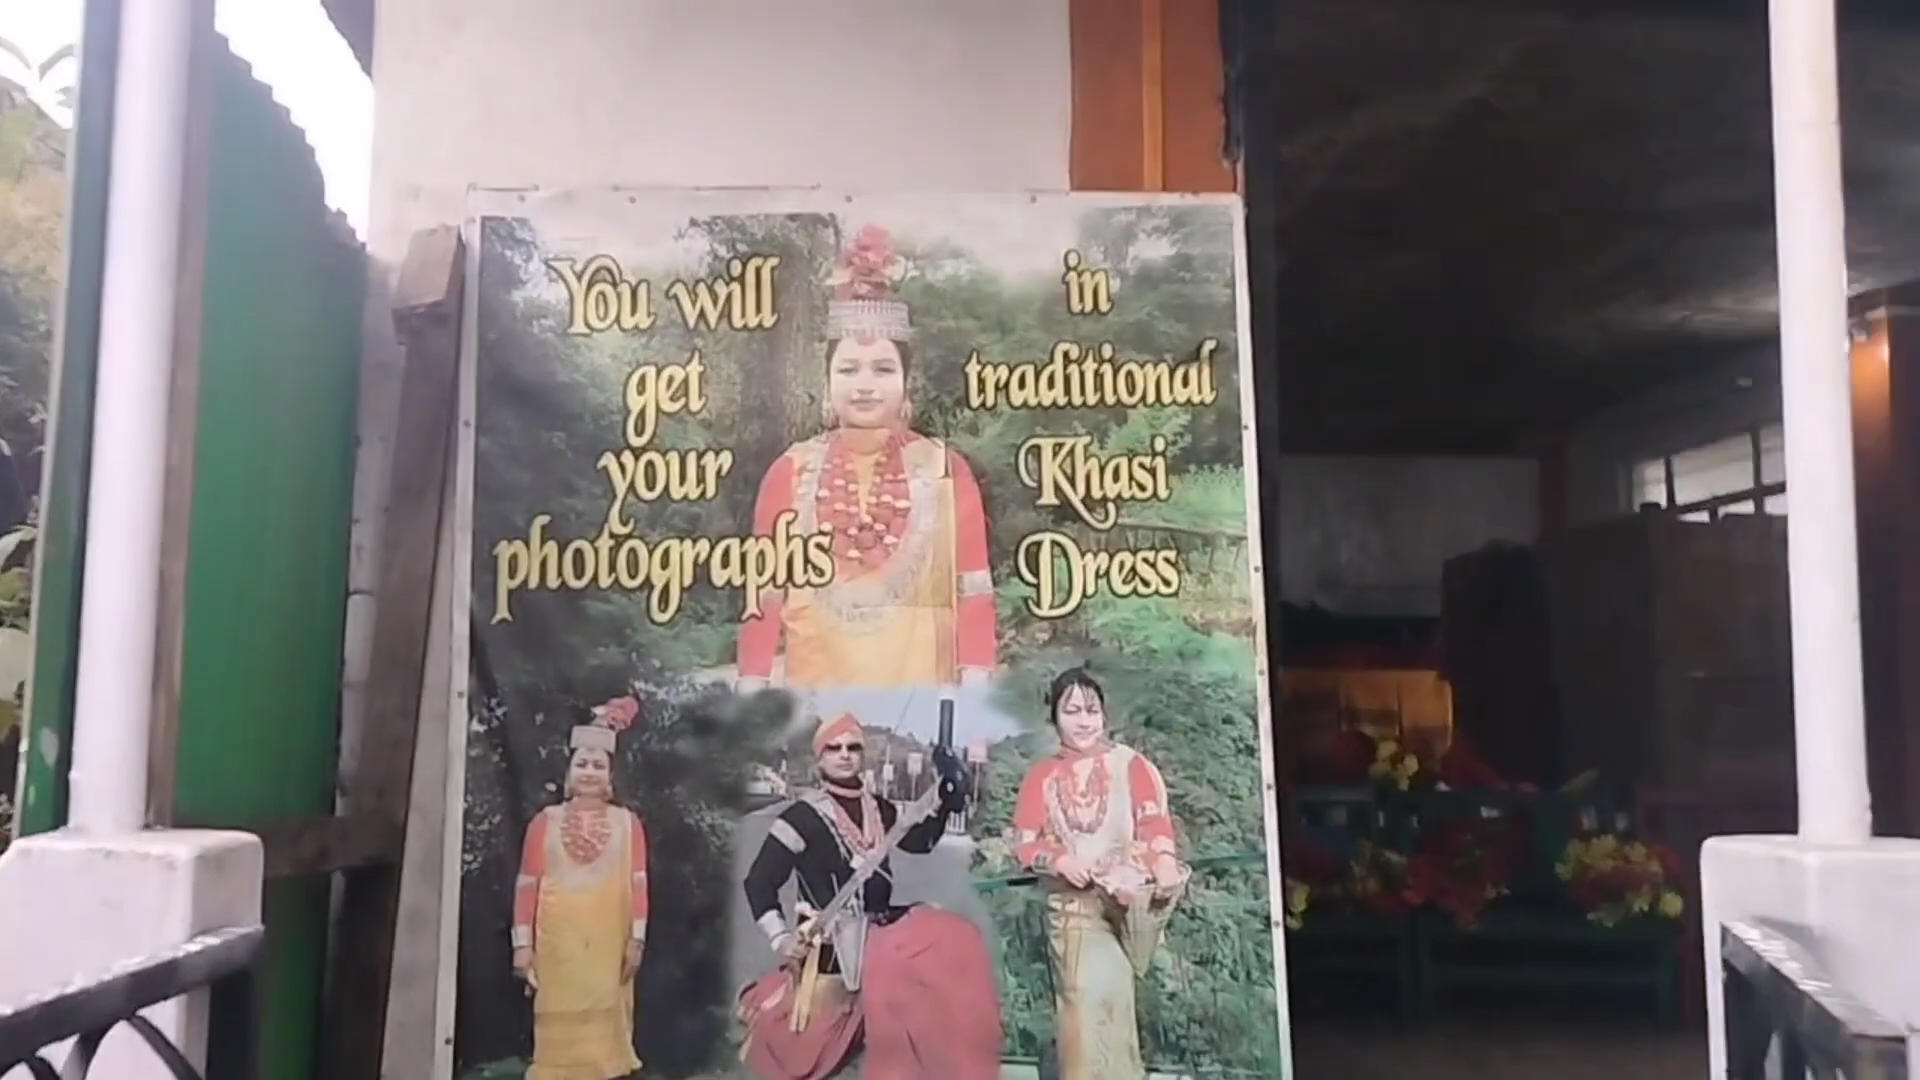 You will
get
your
photographs
in
traditional
Khasi
Dress